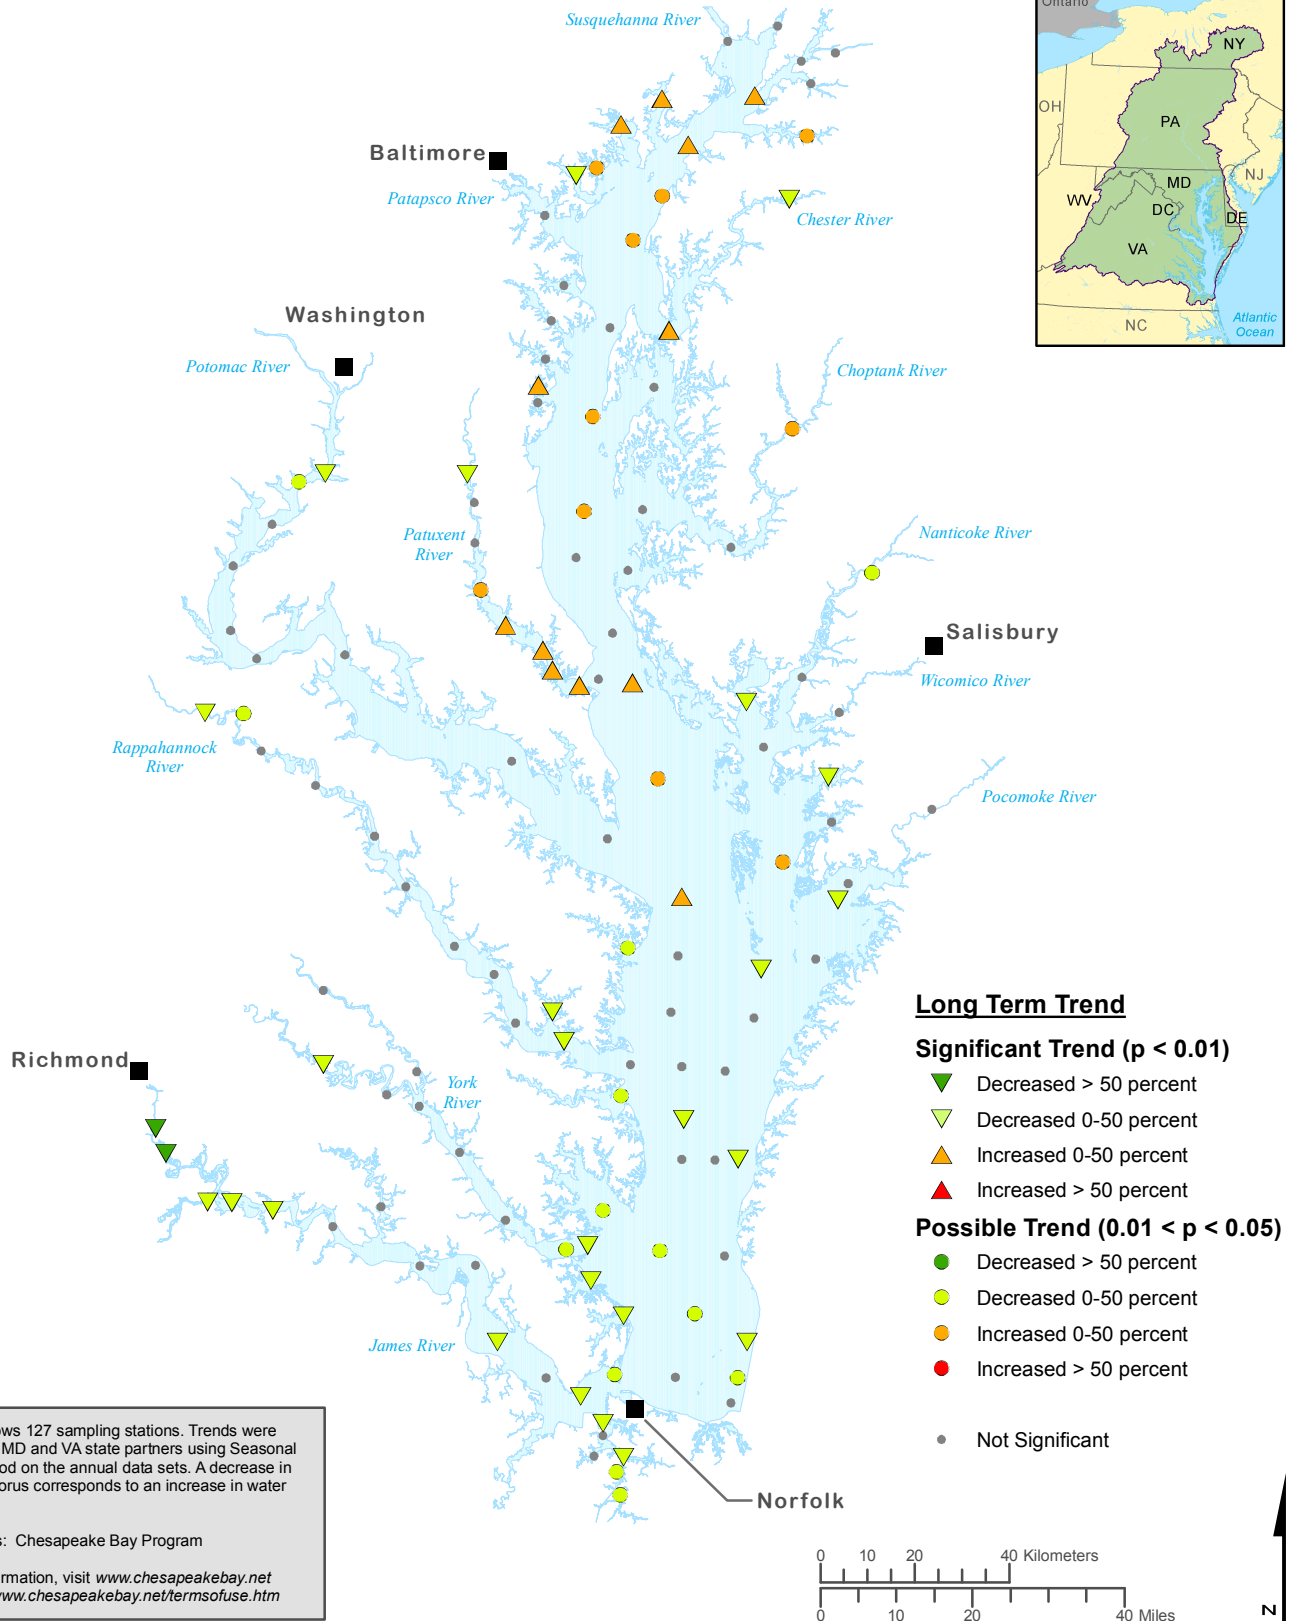 Susquehanna River
Ontario
NY
OH
PA
NJ
MD
WV
DC
DE
VA
NC
Atlantic
Ocean
Baltimore
Patapsco River
Chester River
Washington
Potomac River
Choptank River
Patuxent
River
Nanticoke River
Salisbury
Wicomico River
Rappahannock
River
Pocomoke River
Richmond
York
River
James River
Norfolk
Long Term Trend
Significant Trend (p < 0.01)
Decreased > 50 percent
Decreased 0-50 percent
Increased 0-50 percent
Increased > 50 percent
Possible Trend (0.01 < p < 0.05)
Decreased > 50 percent
Decreased 0-50 percent
Increased 0-50 percent
Increased > 50 percent
Not Significant
ows 127 sampling stations. Trends were
MD and VA state partners using Seasonal
od on the annual data sets. A decrease in
orus corresponds to an increase in water
s: Chesapeake Bay Program
rmation, visit www.chesapeakebay.net
ww.chesapeakebay.net/termsofuse.htm
0 10 20 40 Kilometers
0 10 20 40 Miles
N